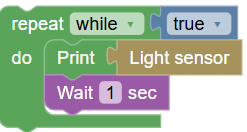 repeat while true
do Print Light sensor
Wait 1 sec